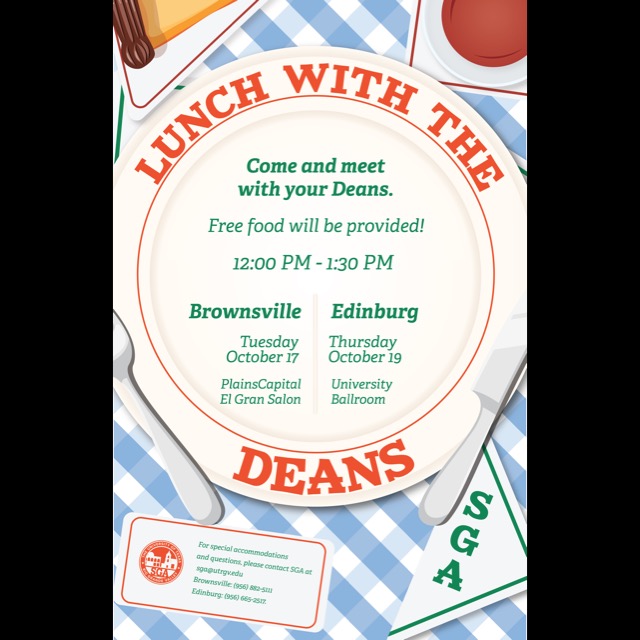 LUNCH WITH THE
Come and meet
with your Deans.
Free food will be provided!
12:00 PM - 1:30 PM
Brownsville
Tuesday
October 17
PlainsCapital
El Gran Salon
Edinburg
Thursday
October 19
University
Ballroom
DEANS
SGA
SGA
For special accommodations
and questions, please contact SGA at
sga@utrgv.edu
Brownsville: (956) 882-5111
Edinburg: (956) 665-2517.